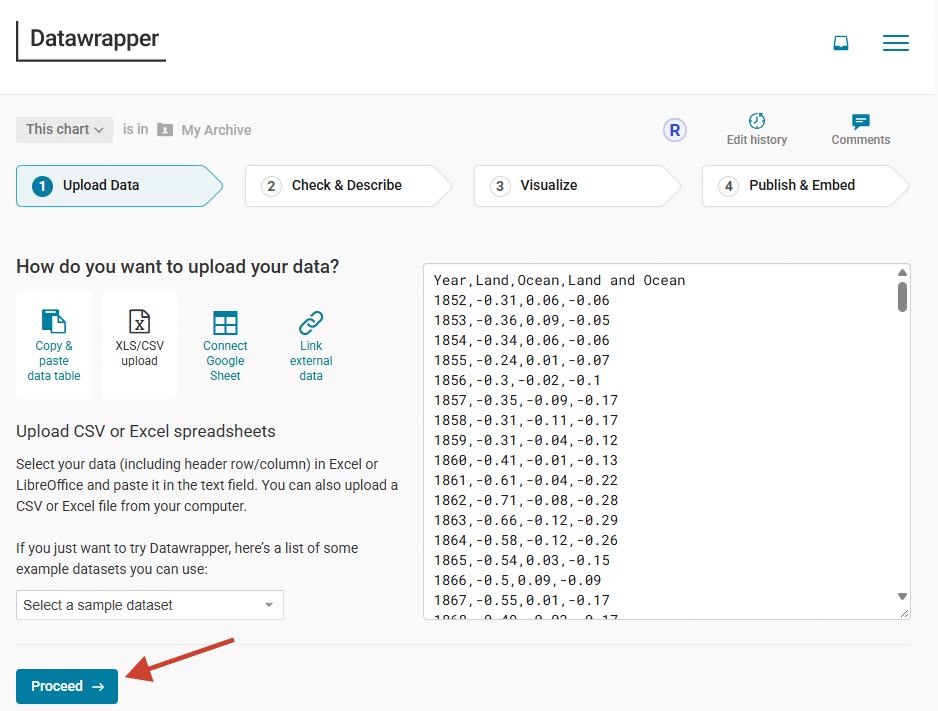 Datawrapper
This chart is in My Archive
R
Edit history
Comments
1 Upload Data
2 Check & Describe
3 Visualize
4 Publish & Embed
How do you want to upload your data?
Copy &
paste
data table
XLS/CSV
upload
Connect
Google
Sheet
Link
external
data
Upload CSV or Excel spreadsheets
Select your data (including header row/column) in Excel or
LibreOffice and paste it in the text field. You can also upload a
CSV or Excel file from your computer.
If you just want to try Datawrapper, here's a list of some
example datasets you can use:
Select a sample dataset
Year,Land,Ocean,Land and Ocean
1852,-0.31,0.06,-0.06
1853,-0.36,0.09,-0.05
1854,-0.34,0.06,-0.06
1855,-0.24,0.01,-0.07
1856,-0.3,-0.02,-0.1
1857,-0.35,-0.09,-0.17
1858,-0.31,-0.11,-0.17
1859,-0.31,-0.04,-0.12
1860,-0.41,-0.01,-0.13
1861,-0.61,-0.04,-0.22
1862,-0.71,-0.08,-0.28
1863,-0.66,-0.12,-0.29
1864,-0.58,-0.12,-0.26
1865,-0.54,0.03,-0.15
1866,-0.5,0.09,-0.09
1867,-0.55,0.01,-0.17
Proceed →